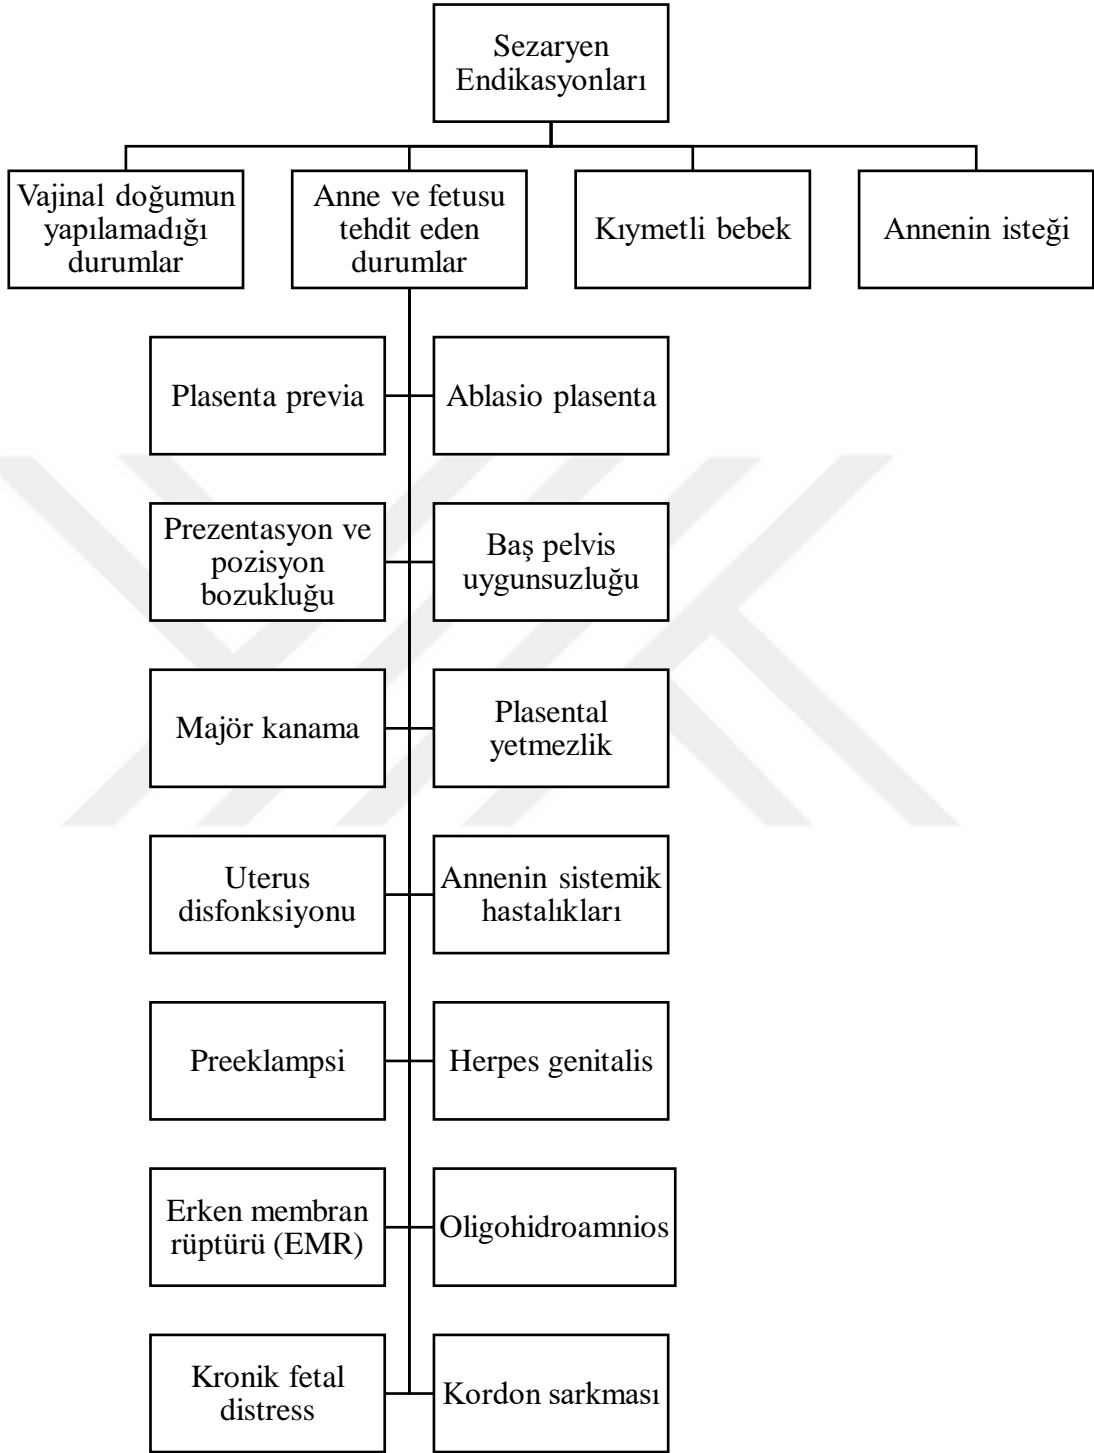 Sezaryen
Endikasyonları
Vajinal doğumun
yapılamadığı
durumlar
Anne ve fetusu
tehdit eden
durumlar
Kıymetli bebek
Annenin isteği
Plasenta previa
Ablasio plasenta
Prezentasyon ve
pozisyon
bozukluğu
Baş pelvis
uygunsuzluğu
Majör kanama
Plasental
yetmezlik
Uterus
disfonksiyonu
Annenin sistemik
hastalıkları
Preeklampsi
Herpes genitalis
Erken membran
rüptürü (EMR)
Oligohidroamnios
Kronik fetal
distress
Kordon sarkması